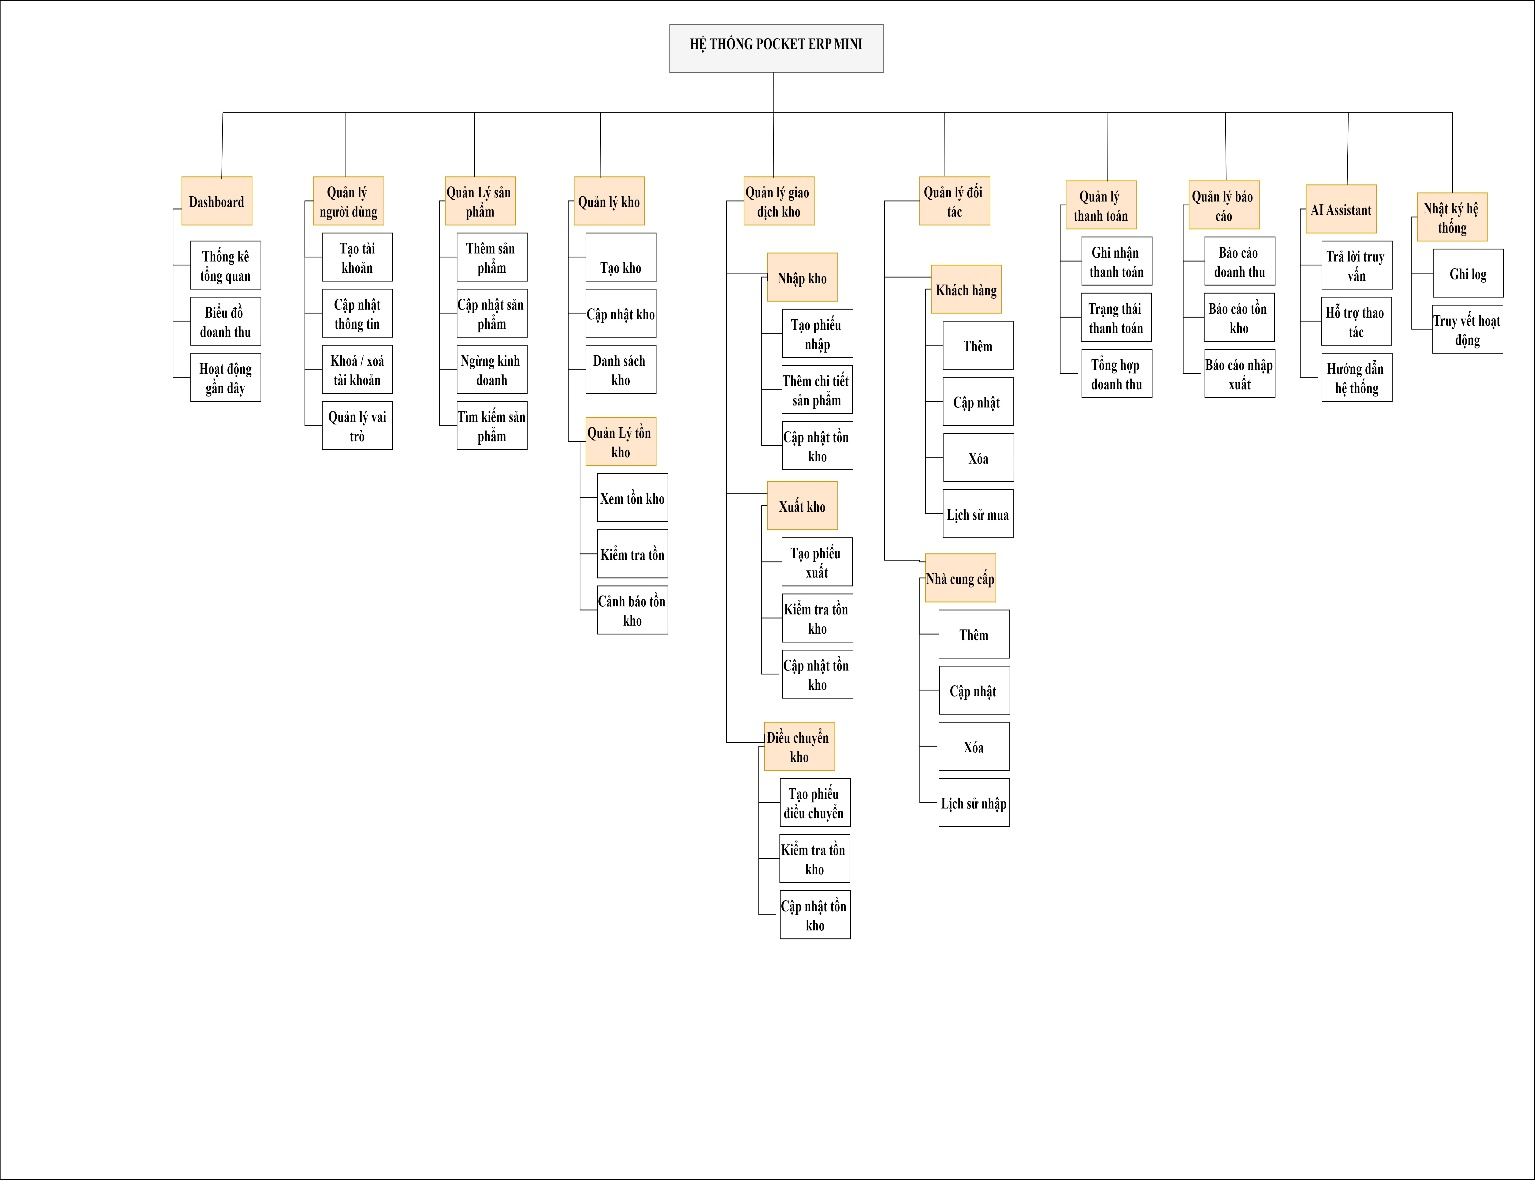 HỆ THỐNG POCKET ERP MINI
Dashboard
Thống kê
tổng quan
Biểu đồ
doanh thu
Hoạt động
gần đây
Quản lý
người dùng
Tạo tài
khoản
Cập nhật
thông tin
Khoá / xoá
tài khoản
Quản lý vai
trò
Quản Lý sản
phẩm
Thêm sản
phẩm
Cập nhật sản
phẩm
Ngừng kinh
doanh
Tìm kiếm sản
phẩm
Quản lý kho
Tạo kho
Cập nhật kho
Danh sách
kho
Quản Lý tồn
kho
Xem tồn kho
Kiểm tra tồn
Cảnh báo tồn
kho
Quản lý giao
dịch kho
Nhập kho
Tạo phiếu
nhập
Thêm chi tiết
sản phẩm
Cập nhật tồn
kho
Xuất kho
Tạo phiếu
xuất
Kiểm tra tồn
kho
Cập nhật tồn
kho
Điều chuyển
kho
Tạo phiếu
điều chuyển
Kiểm tra tồn
kho
Cập nhật tồn
kho
Quản lý đối
tác
Khách hàng
Thêm
Cập nhật
Xóa
Lịch sử mua
Nhà cung cấp
Thêm
Cập nhật
Xóa
Lịch sử nhập
Quản lý
thanh toán
Ghi nhận
thanh toán
Trạng thái
thanh toán
Tổng hợp
doanh thu
Quản lý báo
cáo
Báo cáo
doanh thu
Báo cáo tồn
kho
Báo cáo nhập
xuất
AI Assistant
Trả lời truy
vấn
Hỗ trợ thao
tác
Hướng dẫn
hệ thống
Nhật ký hệ
thống
Ghi log
Truy vết hoạt
động